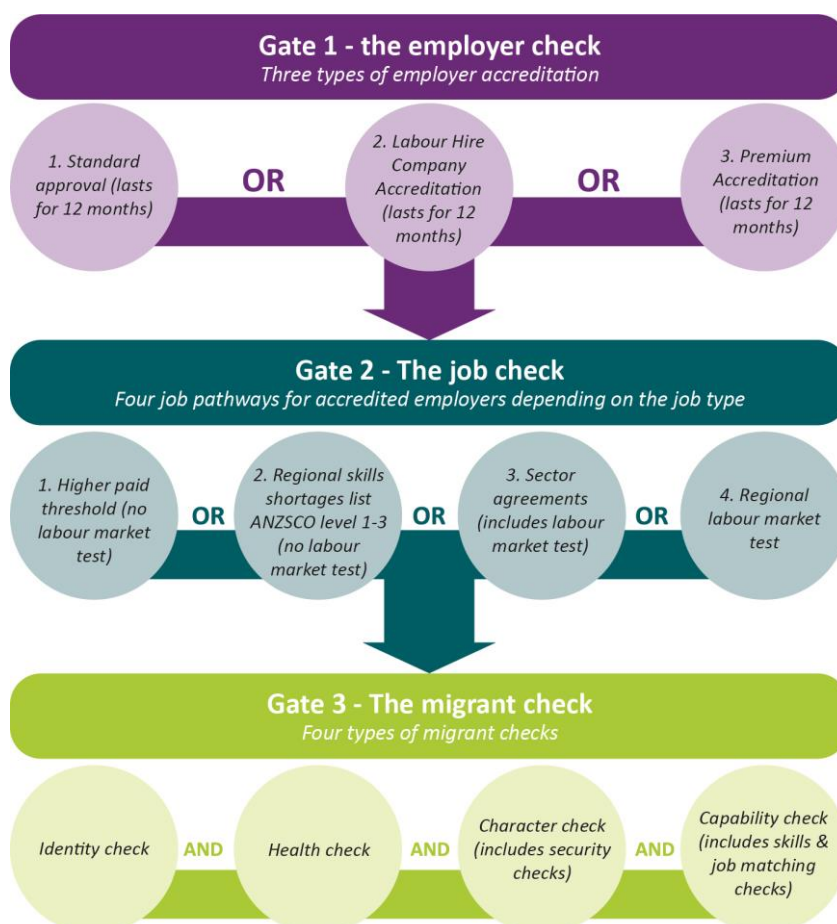 Gate 1 - the employer check
Three types of employer accreditation
1. Standard
approval (lasts
for 12 months)
OR
2. Labour Hire
Company
Accreditation
(lasts for 12
months)
OR
3. Premium
Accreditation
(lasts for 12
months)
Gate 2 - The job check
Four job pathways for accredited employers depending on the job type
1. Higher paid
threshold (no
labour market
test)
OR
2. Regional skills
shortages list
ANZSCO level 1-3
(no labour
market test)
OR
3. Sector
agreements
(includes labour
market test)
OR
4. Regional
labour market
test
Gate 3 - The migrant check
Four types of migrant checks
Identity check
AND
Health check
AND
Character check
(includes security
checks)
AND
Capability check
(includes skills &
job matching
checks)